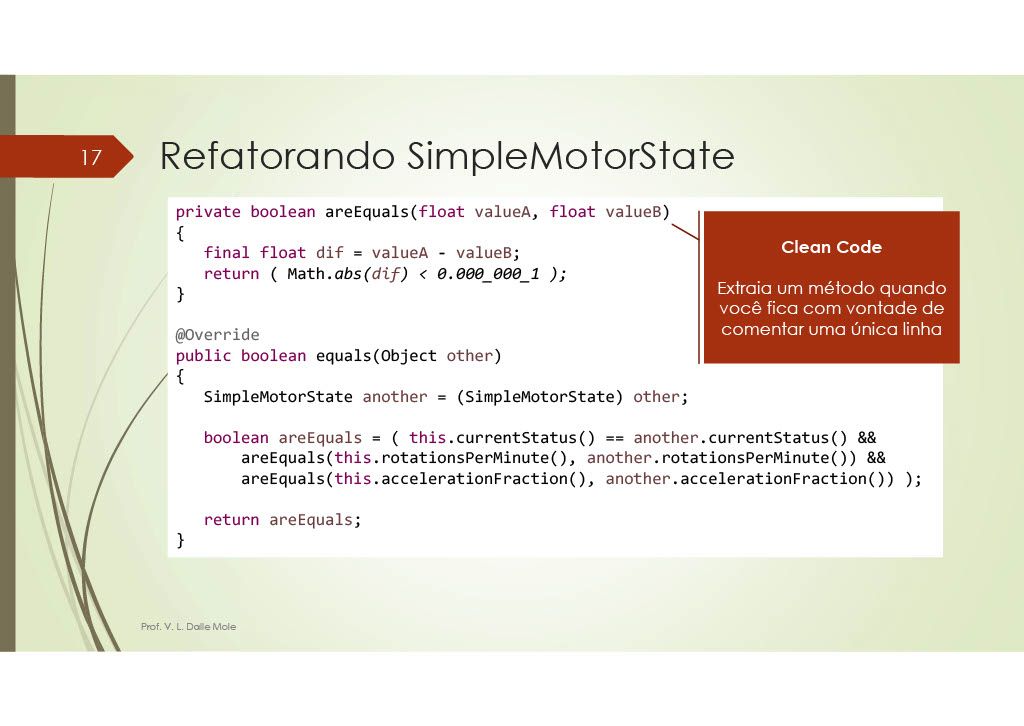 17
Refatorando SimpleMotorState
private boolean areEquals(float valueA, float valueB)
{
final float dif = valueA - valueB;
return ( Math.abs(dif) < 0.000_000_1 );
}
@Override
public boolean equals(Object other)
{
SimpleMotorState another = (SimpleMotorState) other;
boolean areEquals = ( this.currentStatus() == another.currentStatus() &&
areEquals(this.rotationsPerMinute(), another.rotationsPerMinute()) &&
areEquals(this.accelerationFraction(), another.accelerationFraction()) );
return areEquals;
}
Clean Code
Extraia um método quando
você fica com vontade de
comentar uma única linha
Prof. V. L. Dalle Mole